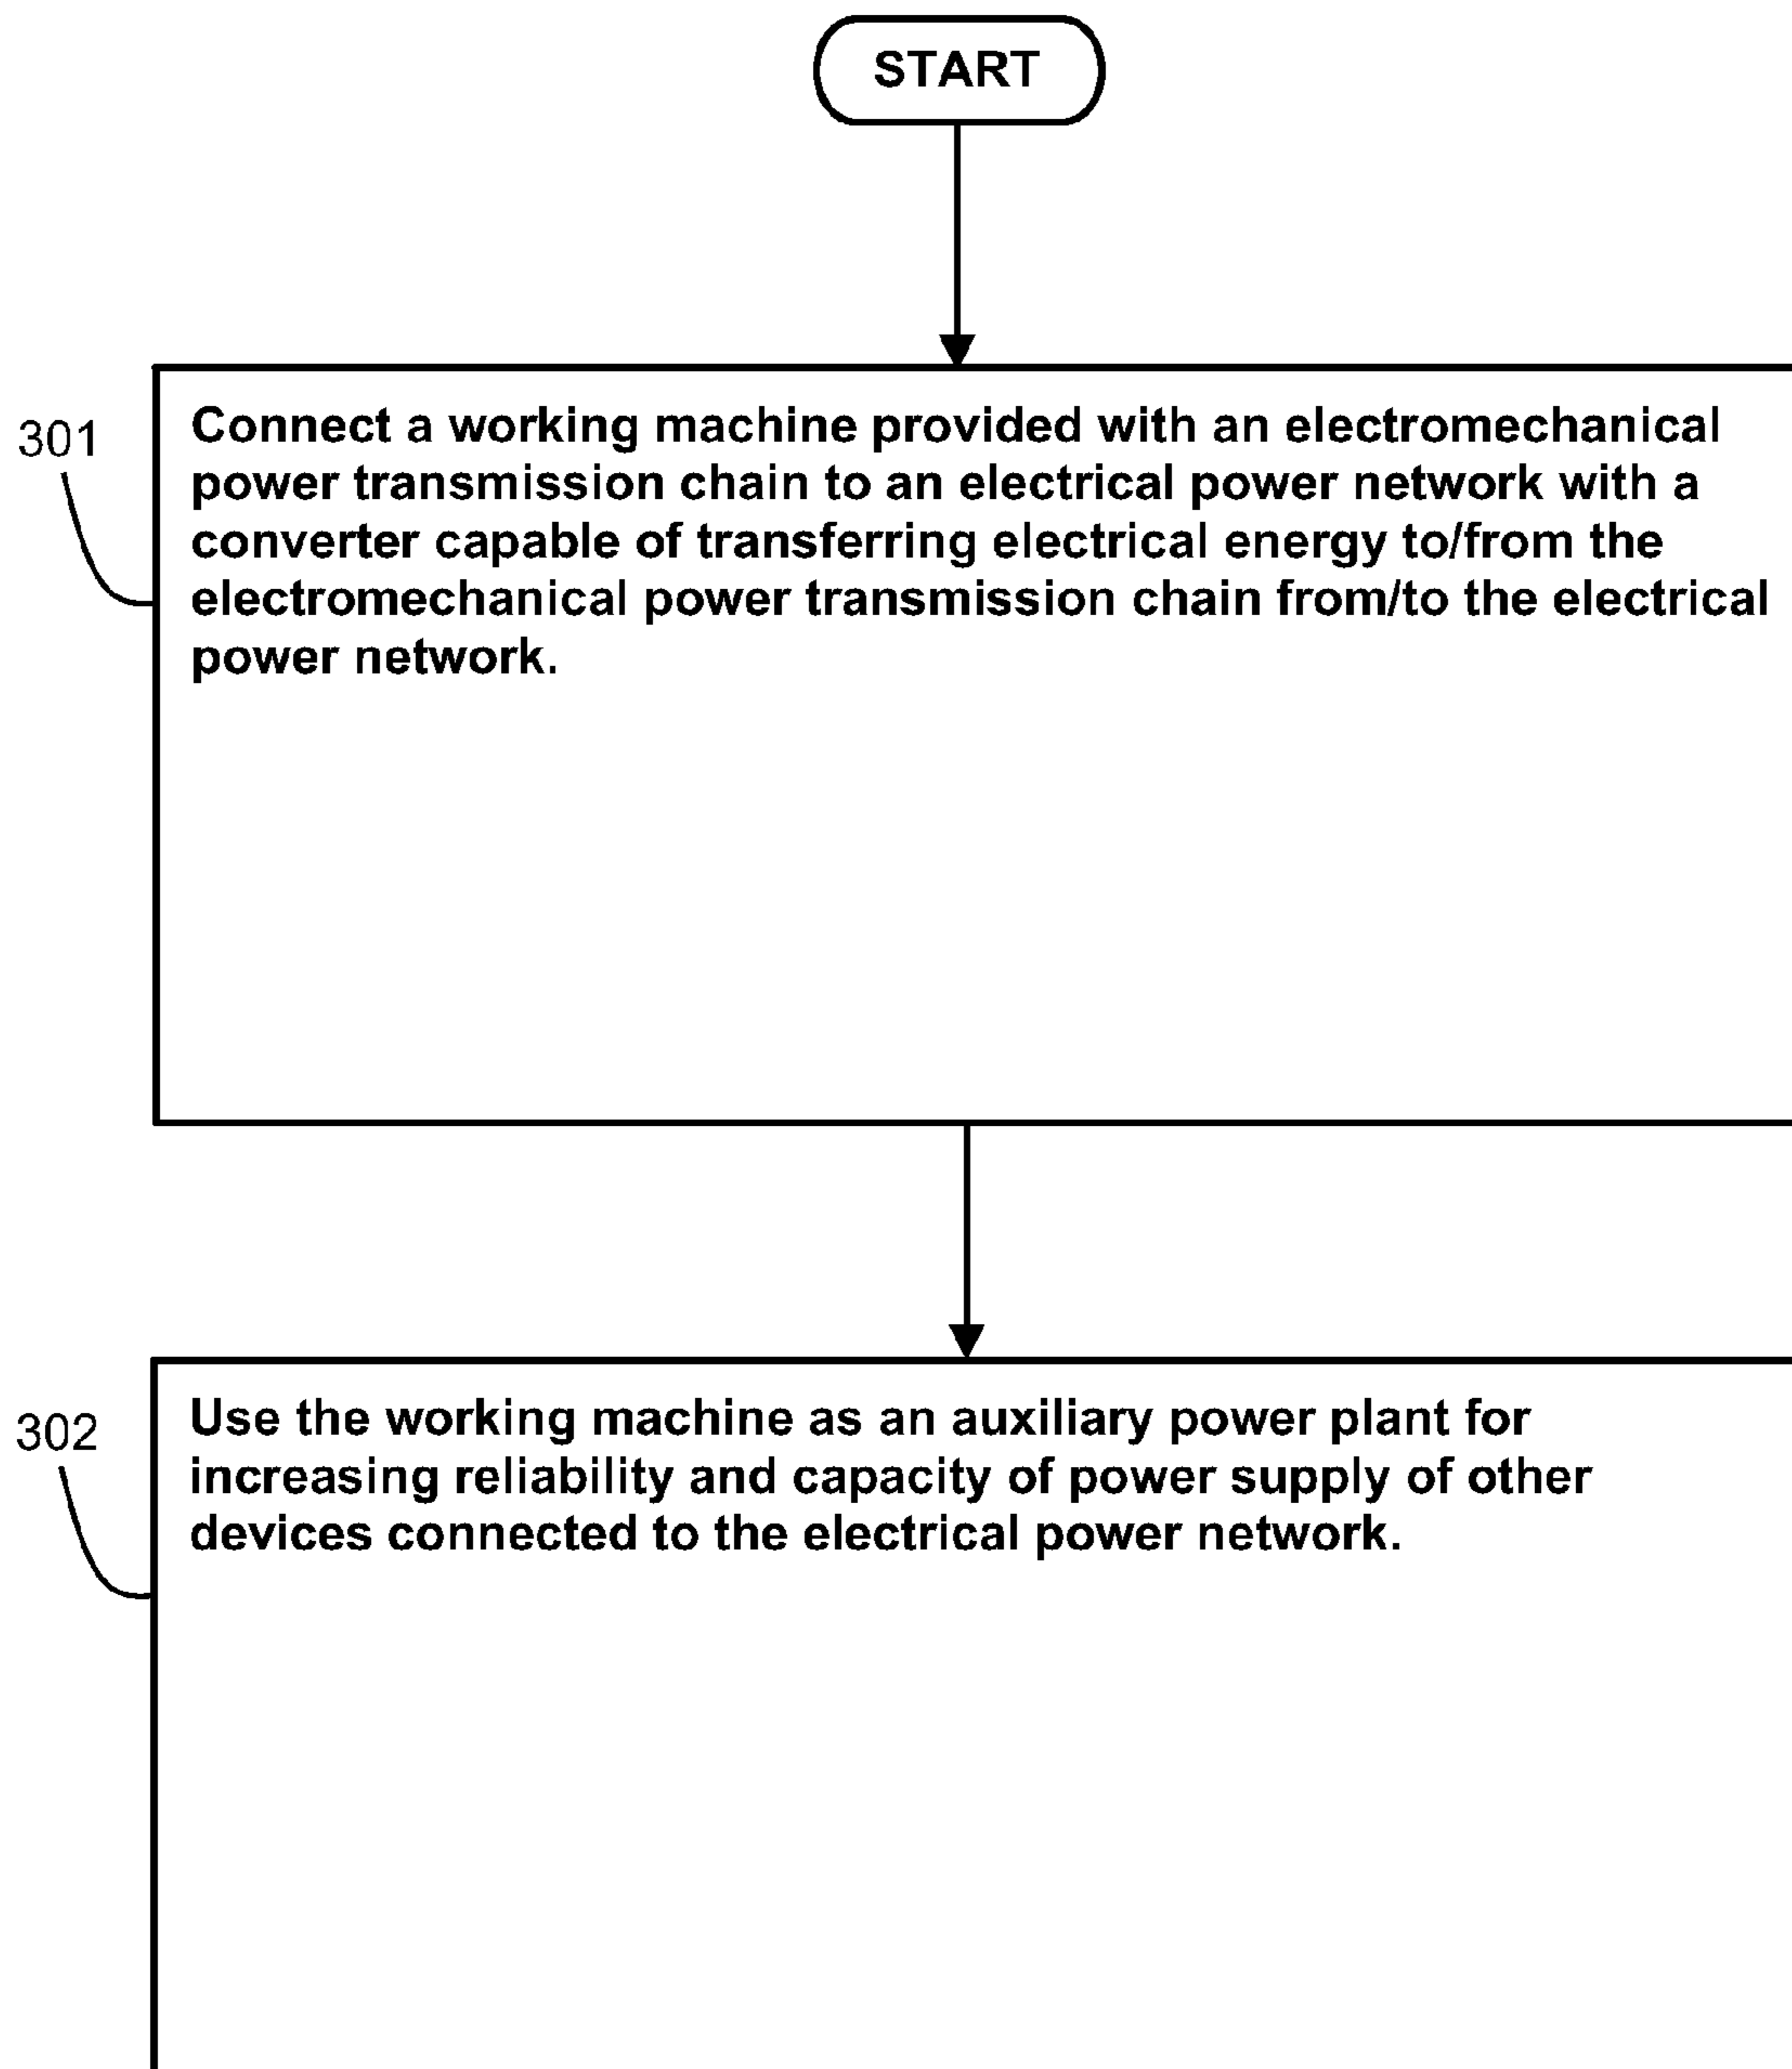 START
301
Connect a working machine provided with an electromechanical
power transmission chain to an electrical power network with a
converter capable of transferring electrical energy to/from the
electromechanical power transmission chain from/to the electrical
power network.
302
Use the working machine as an auxiliary power plant for
increasing reliability and capacity of power supply of other
devices connected to the electrical power network.